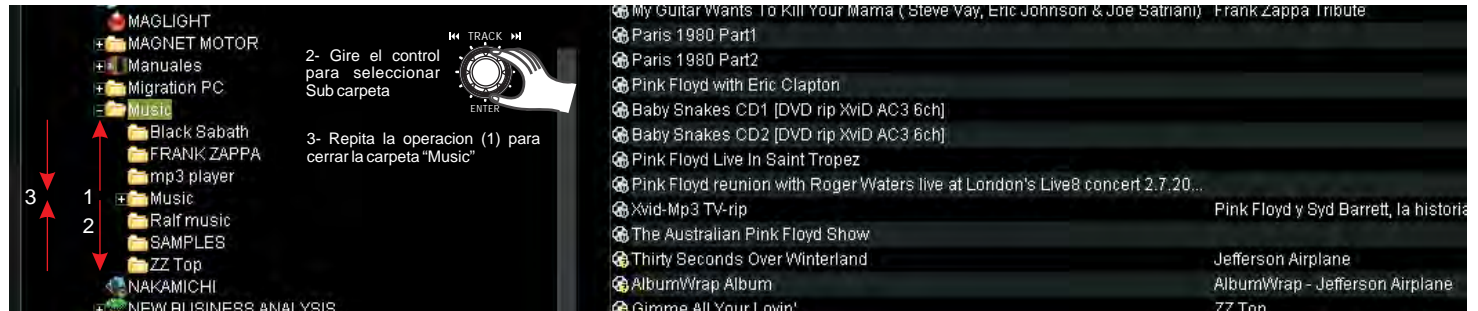 MAGLIGHT
MAGNET MOTOR
Manuales
Migration PC
Music
Black Sabath
FRANK ZAPPA
mp3 player
Music
Ralf music
SAMPLES
ZZ Top
NAKAMICHI
NEW BUSINESS ANALYSIS
3
1
2
2- Gire el control
para seleccionar
Sub carpeta
TRACK
ENTER
3- Repita la operacion (1) para
cerrar la carpeta “Music”
My Guitar Wants To Kill Your Mama ( Steve Vay, Eric Johnson & Joe Satriani) Frank Zappa Tribute
Paris 1980 Part1
Paris 1980 Part2
Pink Floyd with Eric Clapton
Baby Snakes CD1 [DVD rip XviD AC3 6ch]
Baby Snakes CD2 [DVD rip XviD AC3 6ch]
Pink Floyd Live In Saint Tropez
Pink Floyd reunion with Roger Waters live at London's Live8 concert 2.7.20...
Xvid-Mp3 TV-rip Pink Floyd y Syd Barrett, la historia
The Australian Pink Floyd Show
Thirty Seconds Over Winterland Jefferson Airplane
AlbumWrap Album AlbumWrap - Jefferson Airplane
Gimme All Your Lovin' ZZ Top